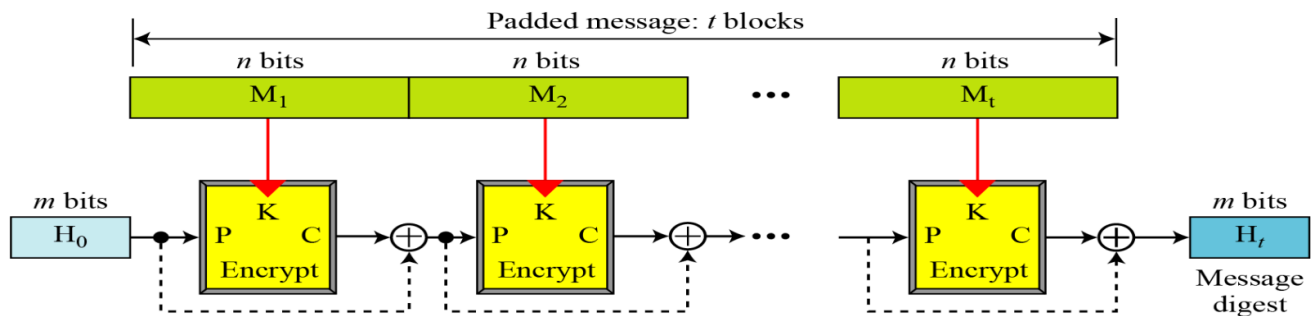 Padded message: t blocks
n bits n bits n bits
M₁ M₂ ••• Mₜ
m bits K K K m bits
H₀ P C P C ••• P C Hₜ
Encrypt Encrypt Encrypt Message
digest